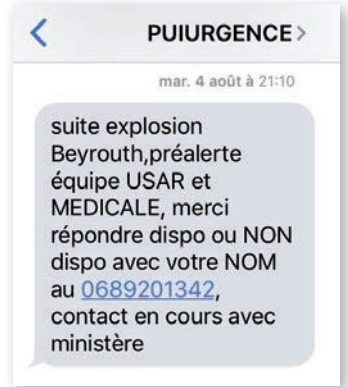 PUIURGENCE
mar. 4 août à 21:10
suite explosion
Beyrouth,préalerte
équipe USAR et
MEDICALE, merci
répondre dispo ou NON
dispo avec votre NOM
au 0689201342,
contact en cours avec
ministère